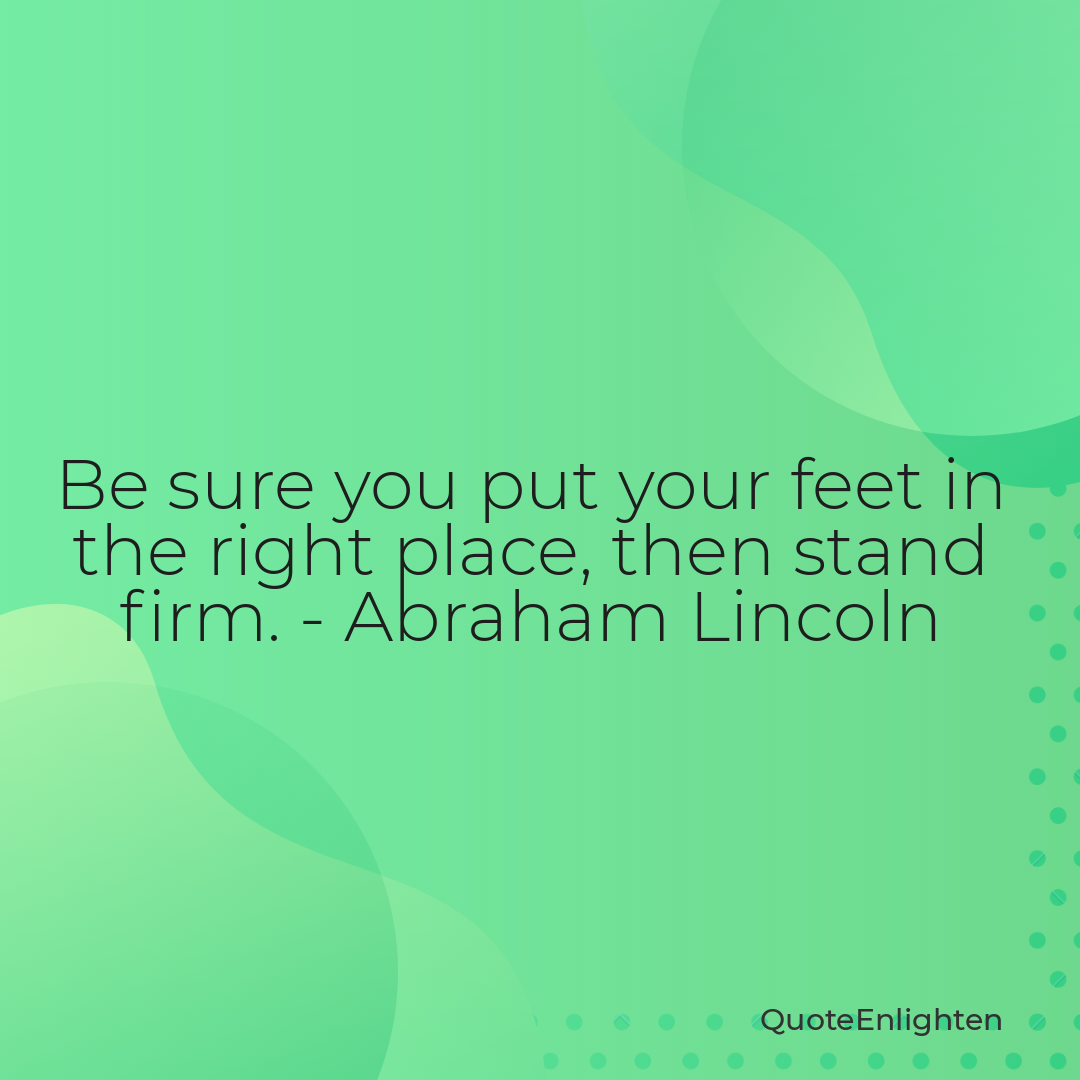 Be sure you put your feet in
the right place, then stand
firm. - Abraham Lincoln
QuoteEnlighten